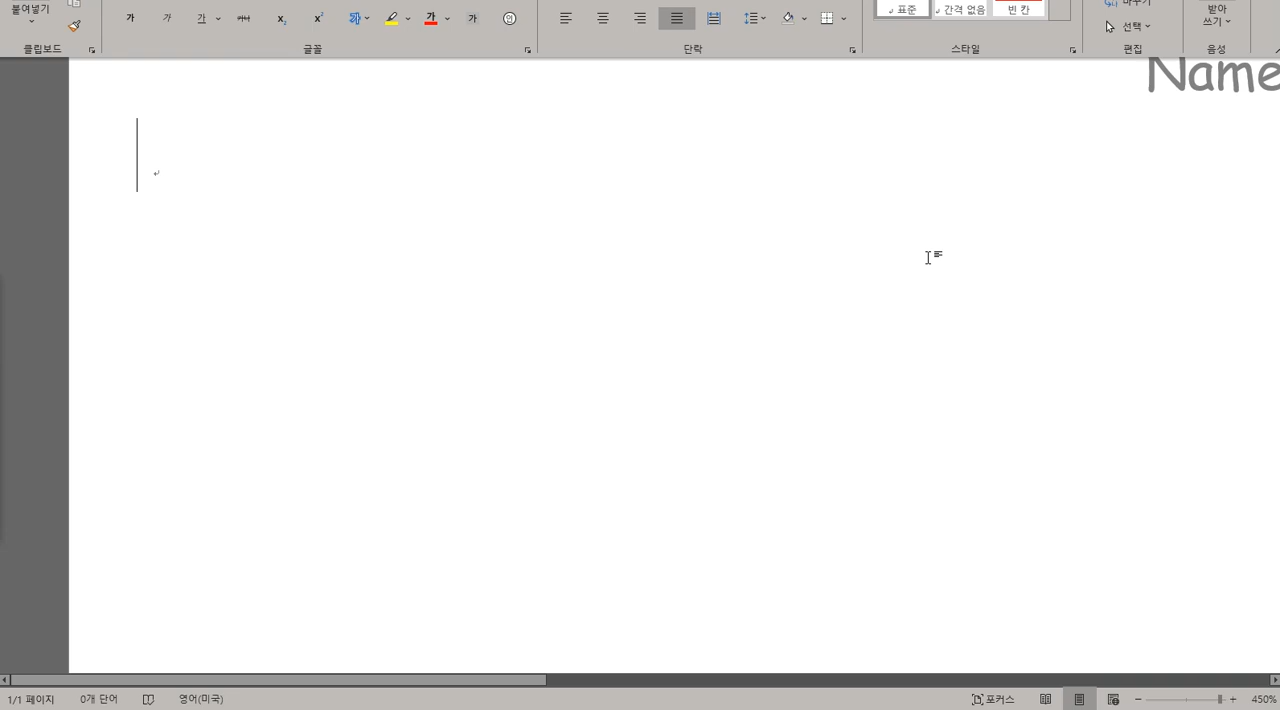 붙여넣기
바꾸기
받아
쓰기
가 가 가 가나 x₂ x² 가 가 가
표준 간격 없음 빈 칸
선택
클립보드 글꼴 단락 스타일 편집 음성
Name
1/1 페이지 0개 단어 영어(미국) 포커스 450%